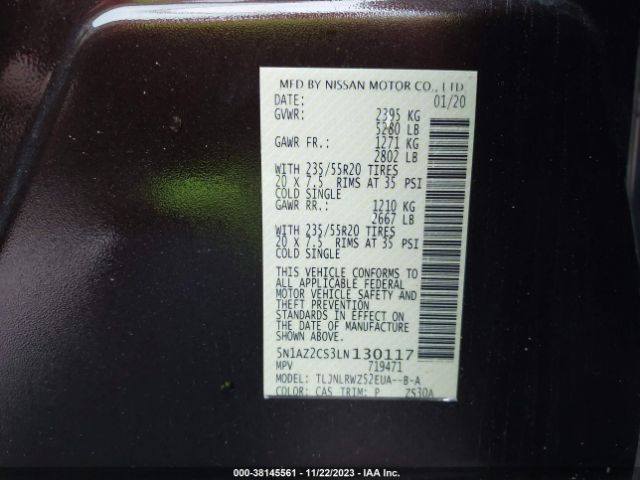 MFD BY NISSAN MOTOR CO., LTD
DATE: 01/20
GVWR: 2395 KG
5280 LB
GAWR FR.: 1271 KG
2802 LB
WITH 235/55R20 TIRES
20 X 7.5 RIMS AT 35 PSI
COLD SINGLE
GAWR RR.: 1210 KG
2667 LB
WITH 235/55R20 TIRES
20 X 7.5 RIMS AT 35 PSI
COLD SINGLE
THIS VEHICLE CONFORMS TO
ALL APPLICABLE FEDERAL
MOTOR VEHICLE SAFETY AND
THEFT PREVENTION
STANDARDS IN EFFECT ON
THE DATE OF MANUFACTURE
SHOWN ABOVE.
5N1AZ2CS3LN130117
MPV 719471
MODEL: TLJNLRWZ52EUA--B-A
COLOR: CAS TRIM: P ZS30A
000-38145561 - 11/22/2023 - IAA Inc.